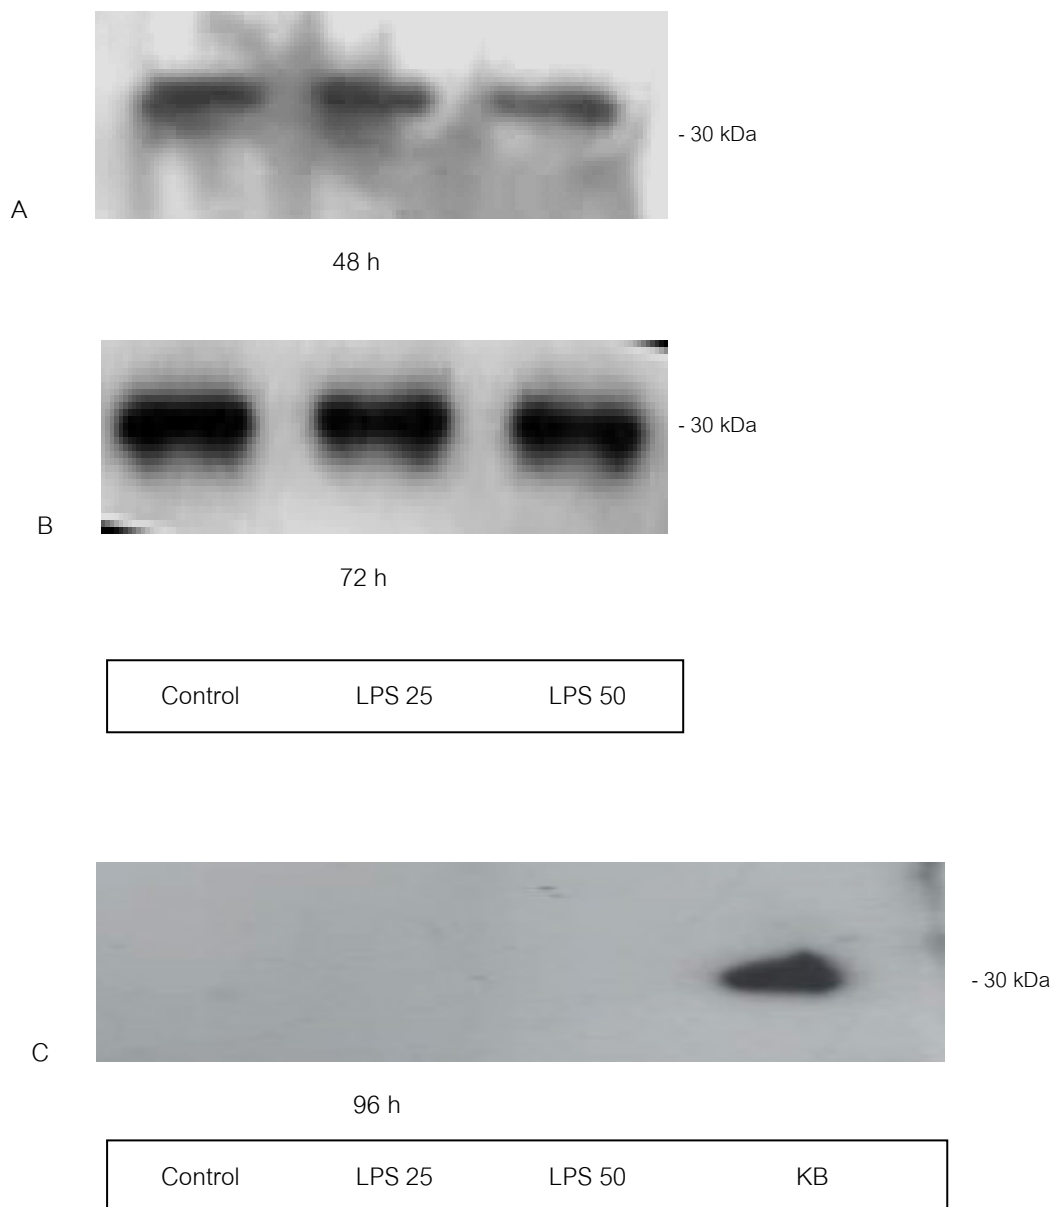 - 30 kDa
A
48 h
- 30 kDa
B
72 h
Control LPS 25 LPS 50
- 30 kDa
C
96 h
Control LPS 25 LPS 50 KB